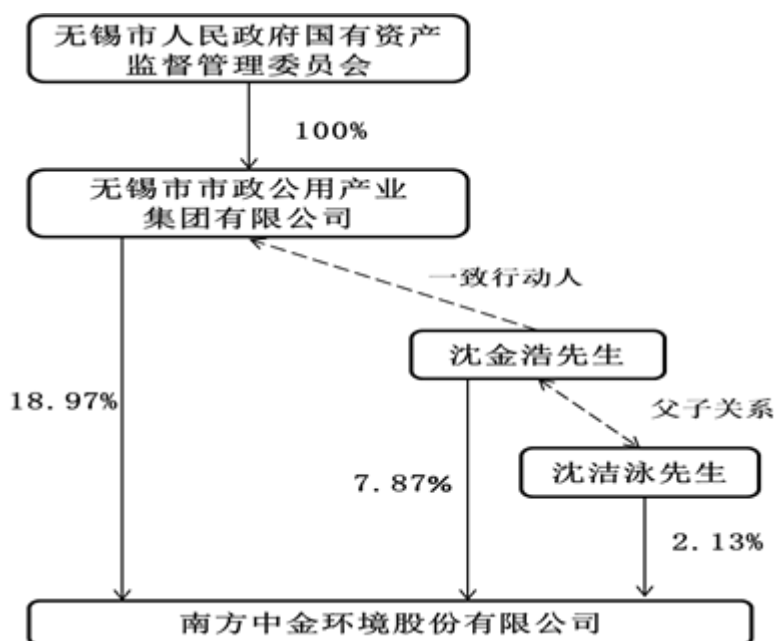 无锡市人民政府国有资产
监督管理委员会
100%
无锡市市政公用产业
集团有限公司
一致行动人
沈金浩先生
18.97%
父子关系
沈洁泳先生
7.87%
2.13%
南方中金环境股份有限公司